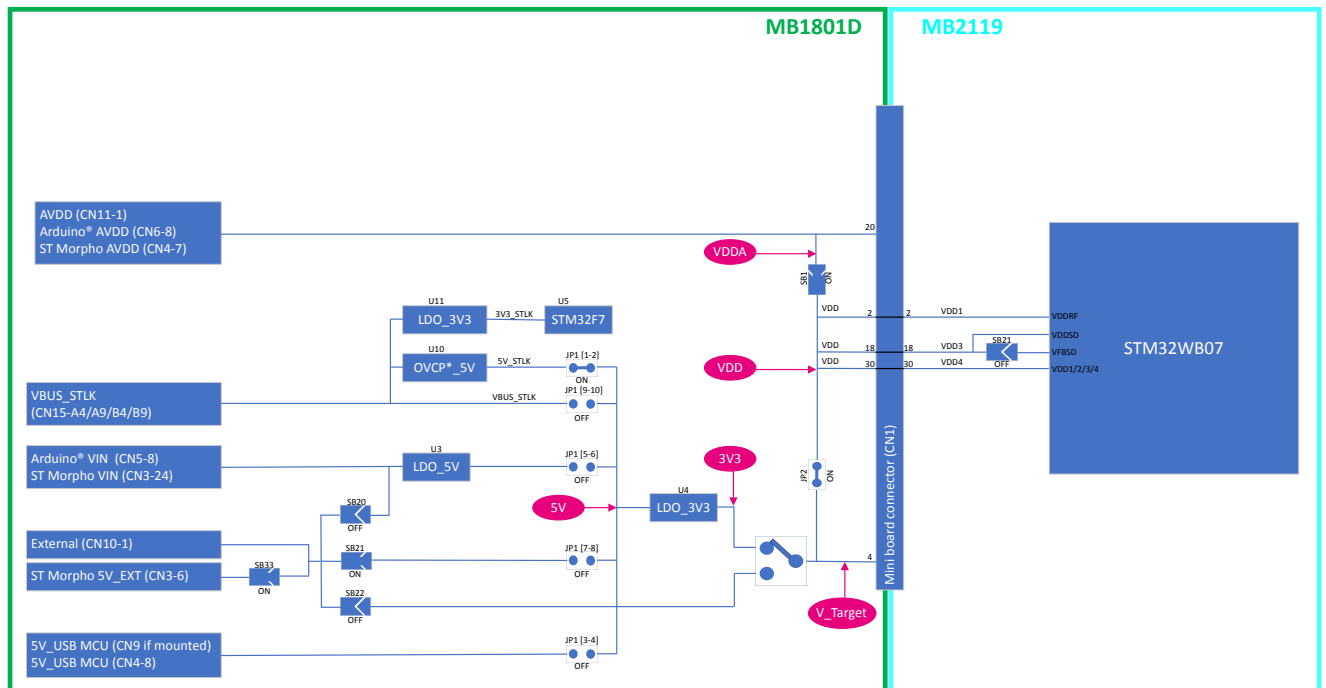 MB1801D
MB2119
AVDD (CN11-1)
Arduino® AVDD (CN6-8)
ST Morpho AVDD (CN4-7)
20
VDDA
SB1
ON
U11
LDO_3V3
3V3_STLK
U5
STM32F7
VDD
2
2
VDD1
VDDRF
VDDSD
U10
OVCP*_5V
5V_STLK
JP1 [1-2]
ON
VDD
18
18
VDD3
SB21
OFF
VFBSD
VDD
30
30
VDD4
VDD1/2/3/4
STM32WB07
VDD
VBUS_STLK
(CN15-A4/A9/B4/B9)
VBUS_STLK
JP1 [9-10]
OFF
Arduino® VIN (CN5-8)
ST Morpho VIN (CN3-24)
U3
LDO_5V
JP1 [5-6]
OFF
3V3
JP2
ON
Mini board connector (CN1)
SB20
OFF
5V
U4
LDO_3V3
External (CN10-1)
ST Morpho 5V_EXT (CN3-6)
SB33
ON
SB21
ON
JP1 [7-8]
OFF
4
SB22
OFF
V_Target
5V_USB MCU (CN9 if mounted)
5V_USB MCU (CN4-8)
JP1 [3-4]
OFF